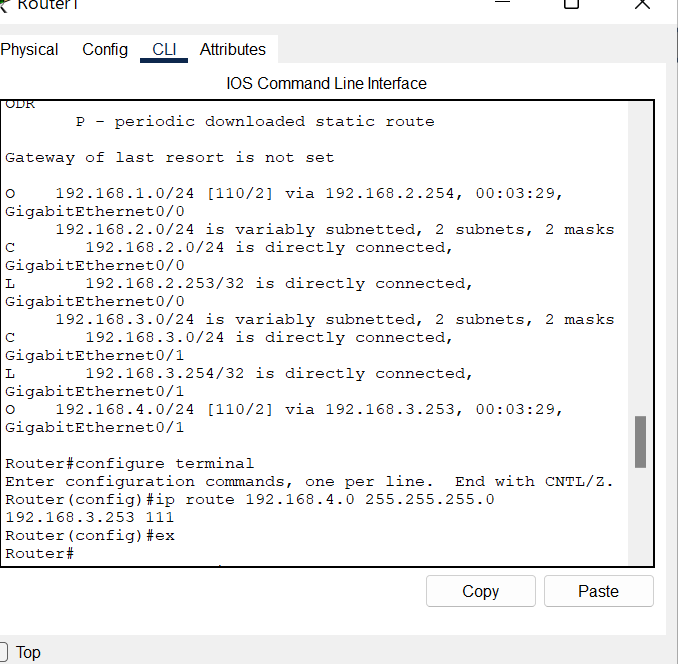 Router1
Physical Config CLI Attributes
IOS Command Line Interface
ODR
P - periodic downloaded static route
Gateway of last resort is not set
O 192.168.1.0/24 [110/2] via 192.168.2.254, 00:03:29,
GigabitEthernet0/0
192.168.2.0/24 is variably subnetted, 2 subnets, 2 masks
C 192.168.2.0/24 is directly connected,
GigabitEthernet0/0
L 192.168.2.253/32 is directly connected,
GigabitEthernet0/0
192.168.3.0/24 is variably subnetted, 2 subnets, 2 masks
C 192.168.3.0/24 is directly connected,
GigabitEthernet0/1
L 192.168.3.254/32 is directly connected,
GigabitEthernet0/1
O 192.168.4.0/24 [110/2] via 192.168.3.253, 00:03:29,
GigabitEthernet0/1
Router#configure terminal
Enter configuration commands, one per line. End with CNTL/Z.
Router(config)#ip route 192.168.4.0 255.255.255.0
192.168.3.253 111
Router(config)#ex
Router#
Copy Paste
Top